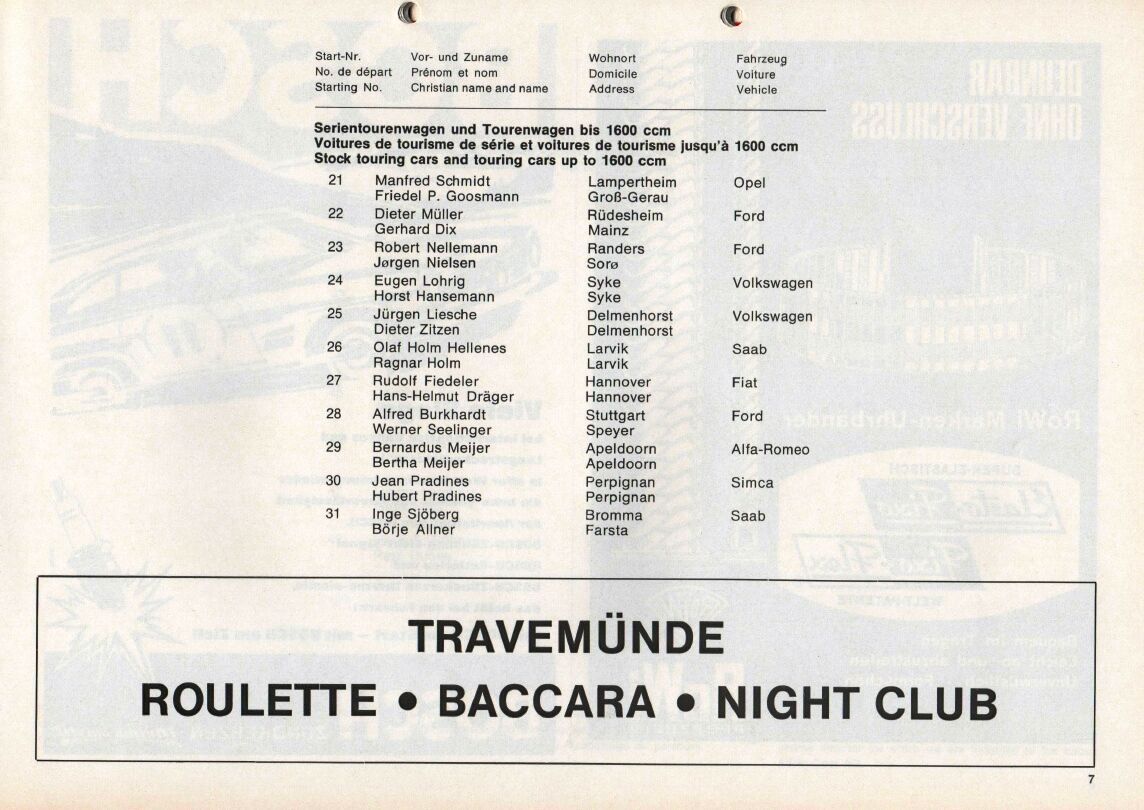 Start-Nr. Vor- und Zuname Wohnort Fahrzeug
No. de départ Prénom et nom Domicile Voiture
Starting No. Christian name and name Address Vehicle
Serientourenwagen und Tourenwagen bis 1600 ccm
Voitures de tourisme de série et voitures de tourisme jusqu'à 1600 ccm
Stock touring cars and touring cars up to 1600 ccm
21 Manfred Schmidt Lampertheim Opel
Friedel P. Goosmann Groß-Gerau
22 Dieter Müller Rüdesheim Ford
Gerhard Dix Mainz
23 Robert Nellemann Randers Ford
Jørgen Nielsen Sorø
24 Eugen Lohrig Syke Volkswagen
Horst Hansemann Syke
25 Jürgen Liesche Delmenhorst Volkswagen
Dieter Zitzen Delmenhorst
26 Olaf Holm Hellenes Larvik Saab
Ragnar Holm Larvik
27 Rudolf Fiedeler Hannover Fiat
Hans-Helmut Dräger Hannover
28 Alfred Burkhardt Stuttgart Ford
Werner Seelinger Speyer
29 Bernardus Meijer Apeldoorn Alfa-Romeo
Bertha Meijer Apeldoorn
30 Jean Pradines Perpignan Simca
Hubert Pradines Perpignan
31 Inge Sjöberg Bromma Saab
Börje Allner Farsta
TRAVEMÜNDE
ROULETTE • BACCARA • NIGHT CLUB
7